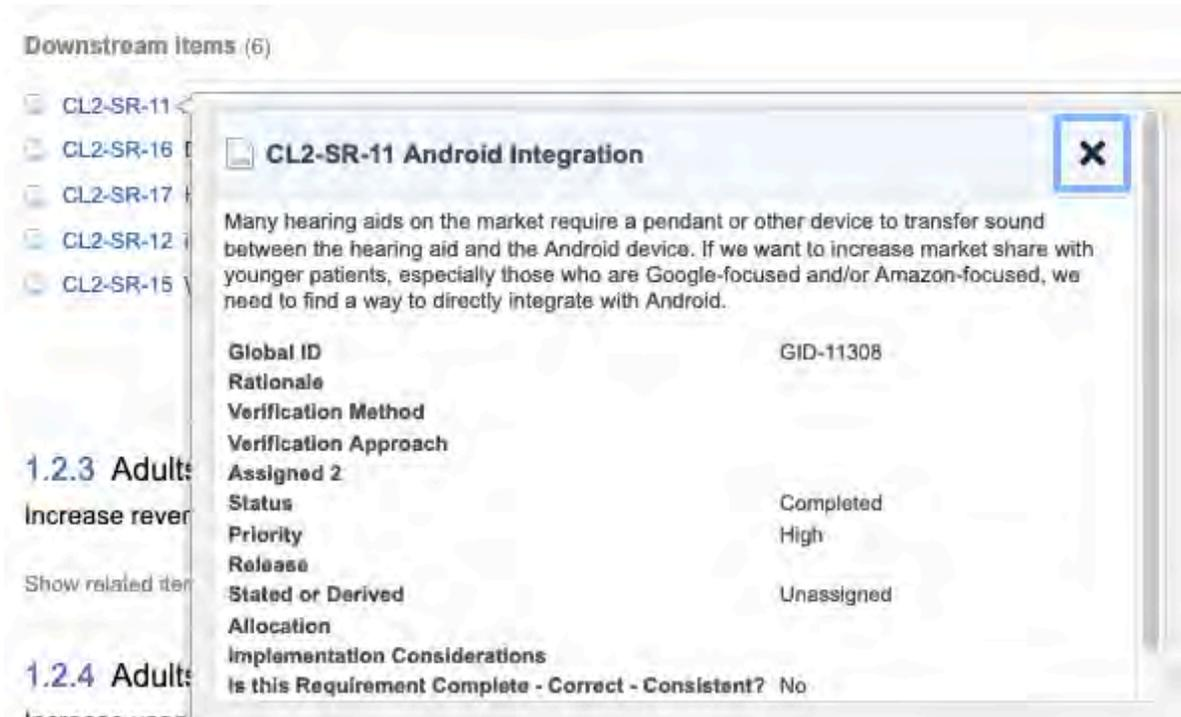 Downstream items (6)
CL2-SR-11
CL2-SR-16
CL2-SR-17
CL2-SR-12
CL2-SR-15
CL2-SR-11 Android Integration
Many hearing aids on the market require a pendant or other device to transfer sound
between the hearing aid and the Android device. If we want to increase market share with
younger patients, especially those who are Google-focused and/or Amazon-focused, we
need to find a way to directly integrate with Android.
Global ID GID-11308
Rationale
Verification Method
Verification Approach
Assigned 2
Status Completed
Priority High
Release
Stated or Derived Unassigned
Allocation
Implementation Considerations
Is this Requirement Complete - Correct - Consistent? No
1.2.3 Adults
Increase rever
Show related iter
1.2.4 Adults